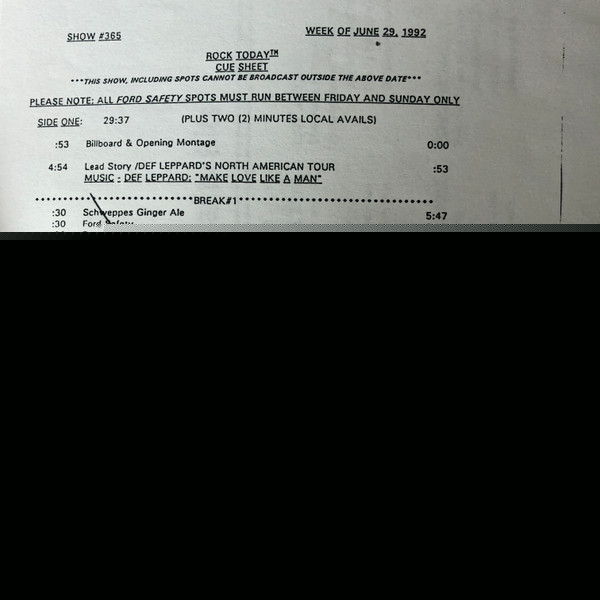 SHOW #365
WEEK OF JUNE 29, 1992
ROCK TODAY™
CUE SHEET
***THIS SHOW, INCLUDING SPOTS CANNOT BE BROADCAST OUTSIDE THE ABOVE DATE***
PLEASE NOTE: ALL FORD SAFETY SPOTS MUST RUN BETWEEN FRIDAY AND SUNDAY ONLY
SIDE ONE: 29:37 (PLUS TWO (2) MINUTES LOCAL AVAILS)
:53 Billboard & Opening Montage 0:00
4:54 Lead Story /DEF LEPPARD'S NORTH AMERICAN TOUR :53
MUSIC - DEF LEPPARD: "MAKE LOVE LIKE A MAN"
BREAK#1
:30 Schweppes Ginger Ale 5:47
:30 Ford Safety